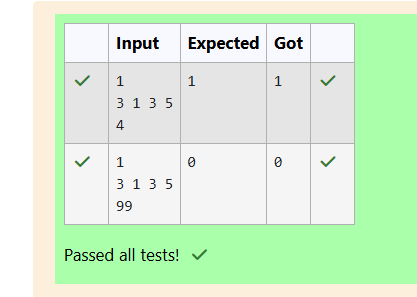 Input Expected Got
1 1 1
3 1 3 5
4
1 0 0
3 1 3 5
99
Passed all tests!